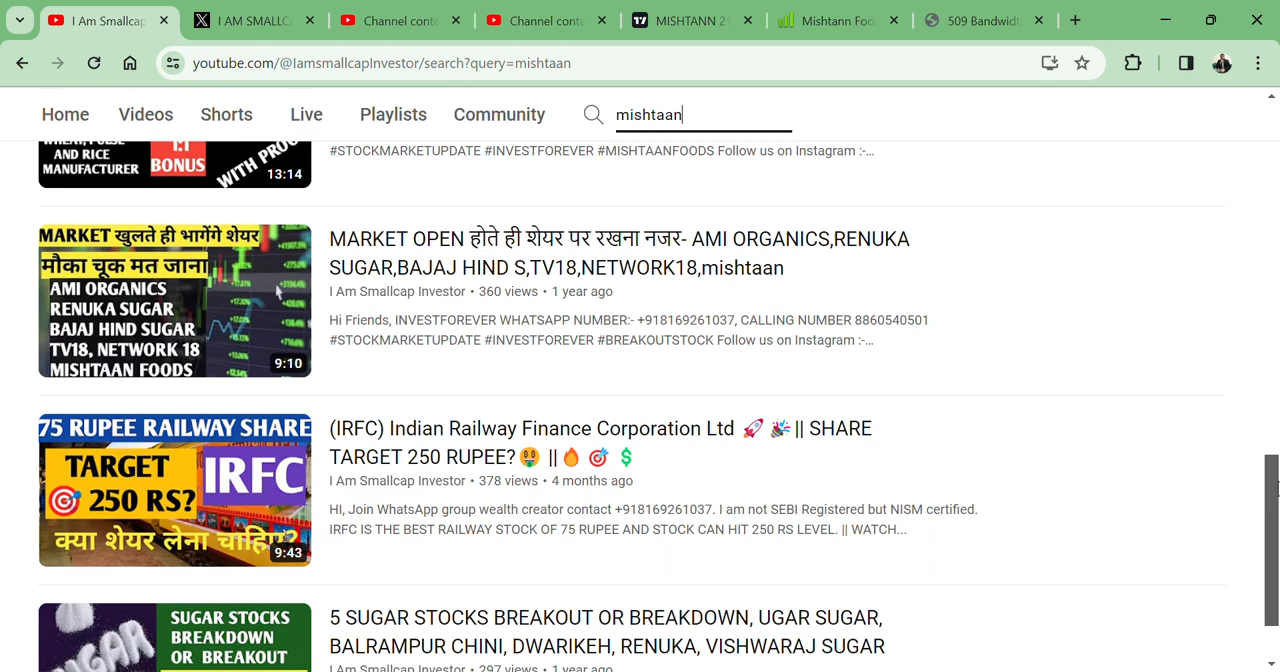 I Am Smallcap
I AM SMALLC
Channel conte
Channel conte
MISHTANN 21
Mishtann Foo
509 Bandwidt
youtube.com/@IamsmallcapInvestor/search?query=mishtaan
Home
Videos
Shorts
Live
Playlists
Community
mishtaan
AND RICE
MANUFACTURER
1:1
BONUS
13:14
#STOCKMARKETUPDATE #INVESTFOREVER #MISHTAANFOODS Follow us on Instagram :-...
MARKET खुलते ही भागेंगे शेयर
मौका चूक मत जाना
AMI ORGANICS
RENUKA SUGAR
BAJAJ HIND SUGAR
TV18, NETWORK 18
MISHTAAN FOODS
9:10
MARKET OPEN होते ही शेयर पर रखना नजर- AMI ORGANICS,RENUKA
SUGAR,BAJAJ HIND S,TV18,NETWORK18,mishtaan
I Am Smallcap Investor • 360 views • 1 year ago
Hi Friends, INVESTFOREVER WHATSAPP NUMBER:- +918169261037, CALLING NUMBER 8860540501
#STOCKMARKETUPDATE #INVESTFOREVER #BREAKOUTSTOCK Follow us on Instagram :-...
75 RUPEE RAILWAY SHARE
TARGET
250 RS?
IRFC
क्या शेयर लेना चाहिए?
9:43
(IRFC) Indian Railway Finance Corporation Ltd 🚀 🎉 || SHARE
TARGET 250 RUPEE?🤑 ||🔥 🎯 💲
I Am Smallcap Investor • 378 views • 4 months ago
HI, Join WhatsApp group wealth creator contact +918169261037. I am not SEBI Registered but NISM certified.
IRFC IS THE BEST RAILWAY STOCK OF 75 RUPEE AND STOCK CAN HIT 250 RS LEVEL. || WATCH...
SUGAR STOCKS
BREAKDOWN
OR BREAKOUT
5 SUGAR STOCKS BREAKOUT OR BREAKDOWN, UGAR SUGAR,
BALRAMPUR CHINI, DWARIKEH, RENUKA, VISHWARAJ SUGAR
I Am Smallcap Investor • 297 views • 1 year ago